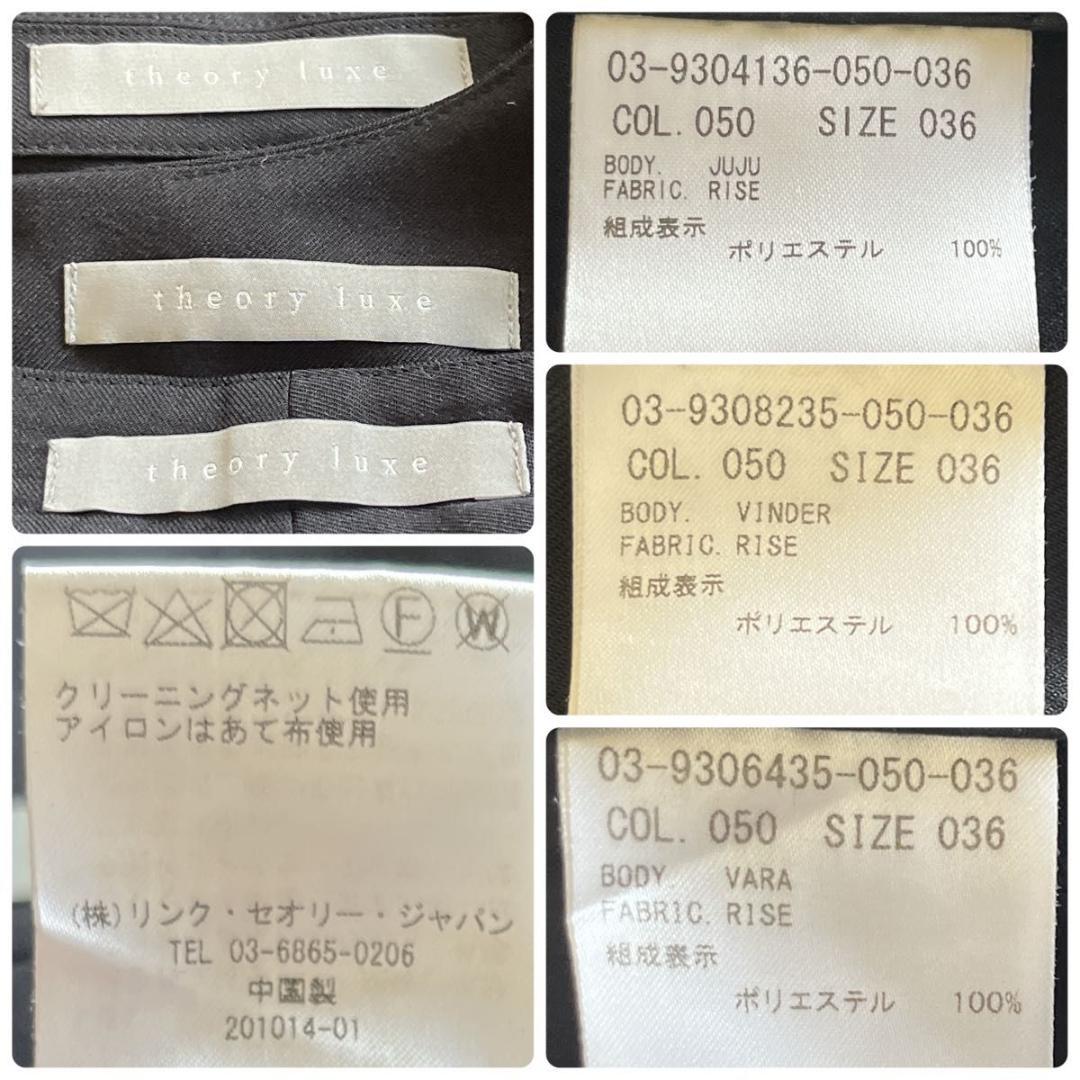 theory luxe
theory luxe
theory luxe
03-9304136-050-036
COL. 050 SIZE 036
BODY. JUJU
FABRIC. RISE
組成表示
ポリエステル 100%
03-9308235-050-036
COL. 050 SIZE 036
BODY. VINDER
FABRIC. RISE
組成表示
ポリエステル 100%
F W
クリーニングネット使用
アイロンはあて布使用
(株)リンク・セオリー・ジャパン
TEL 03-6865-0206
中国製
201014-01
03-9306435-050-036
COL. 050 SIZE 036
BODY. VARA
FABRIC. RISE
組成表示
ポリエステル 100%